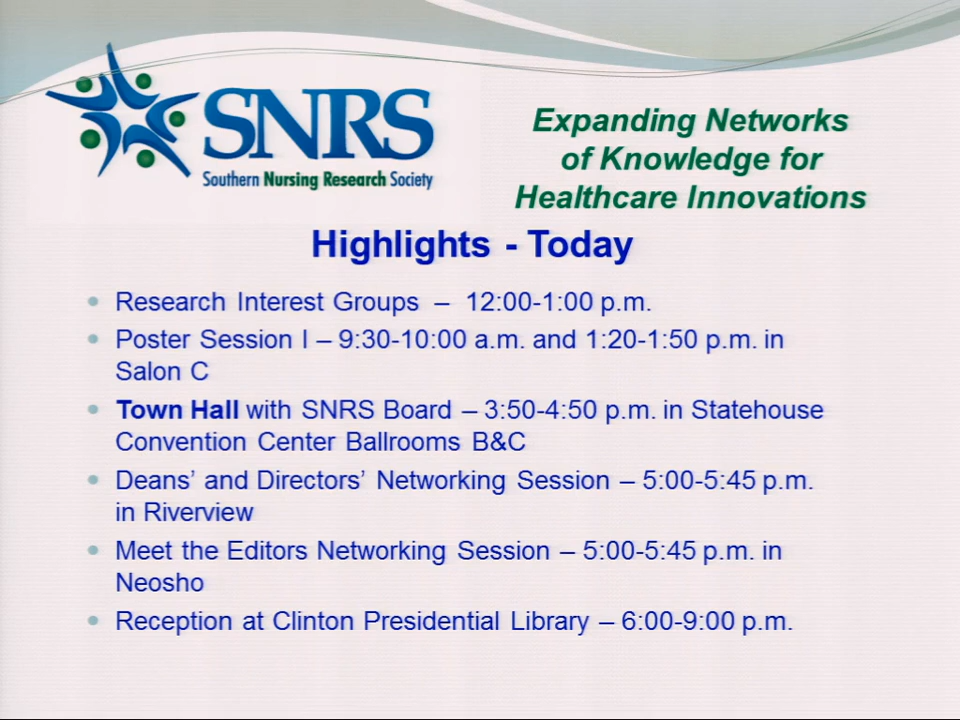 SNRS
Southern Nursing Research Society
Expanding Networks
of Knowledge for
Healthcare Innovations
Highlights - Today
• Research Interest Groups – 12:00-1:00 p.m.
• Poster Session I – 9:30-10:00 a.m. and 1:20-1:50 p.m. in
Salon C
• Town Hall with SNRS Board – 3:50-4:50 p.m. in Statehouse
Convention Center Ballrooms B&C
• Deans’ and Directors’ Networking Session – 5:00-5:45 p.m.
in Riverview
• Meet the Editors Networking Session – 5:00-5:45 p.m. in
Neosho
• Reception at Clinton Presidential Library – 6:00-9:00 p.m.